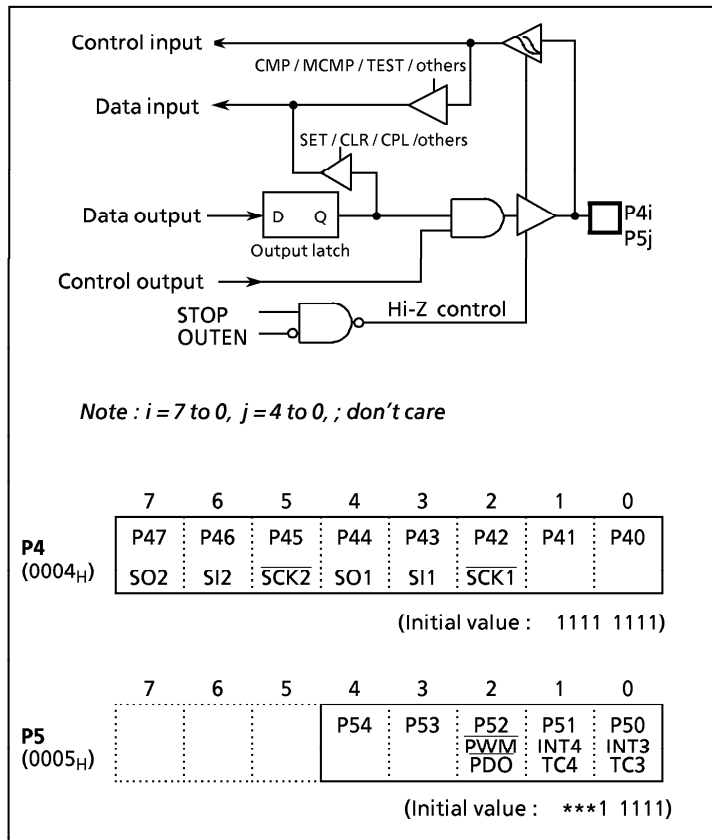 Control input
CMP / MCMP / TEST / others
Data input
SET / CLR / CPL /others
Data output
D Q
P4i
P5j
Output latch
Control output
STOP
OUTEN
Hi-Z control
Note : i = 7 to 0, j = 4 to 0, ; don't care
7 6 5 4 3 2 1 0
P4
(0004H)
P47 P46 P45 P44 P43 P42 P41 P40
SO2 SI2 SCK2 SO1 SI1 SCK1
(Initial value : 1111 1111)
7 6 5 4 3 2 1 0
P5
(0005H)
P54 P53 P52 P51 P50
PWM INT4 INT3
PDO TC4 TC3
(Initial value : ***1 1111)